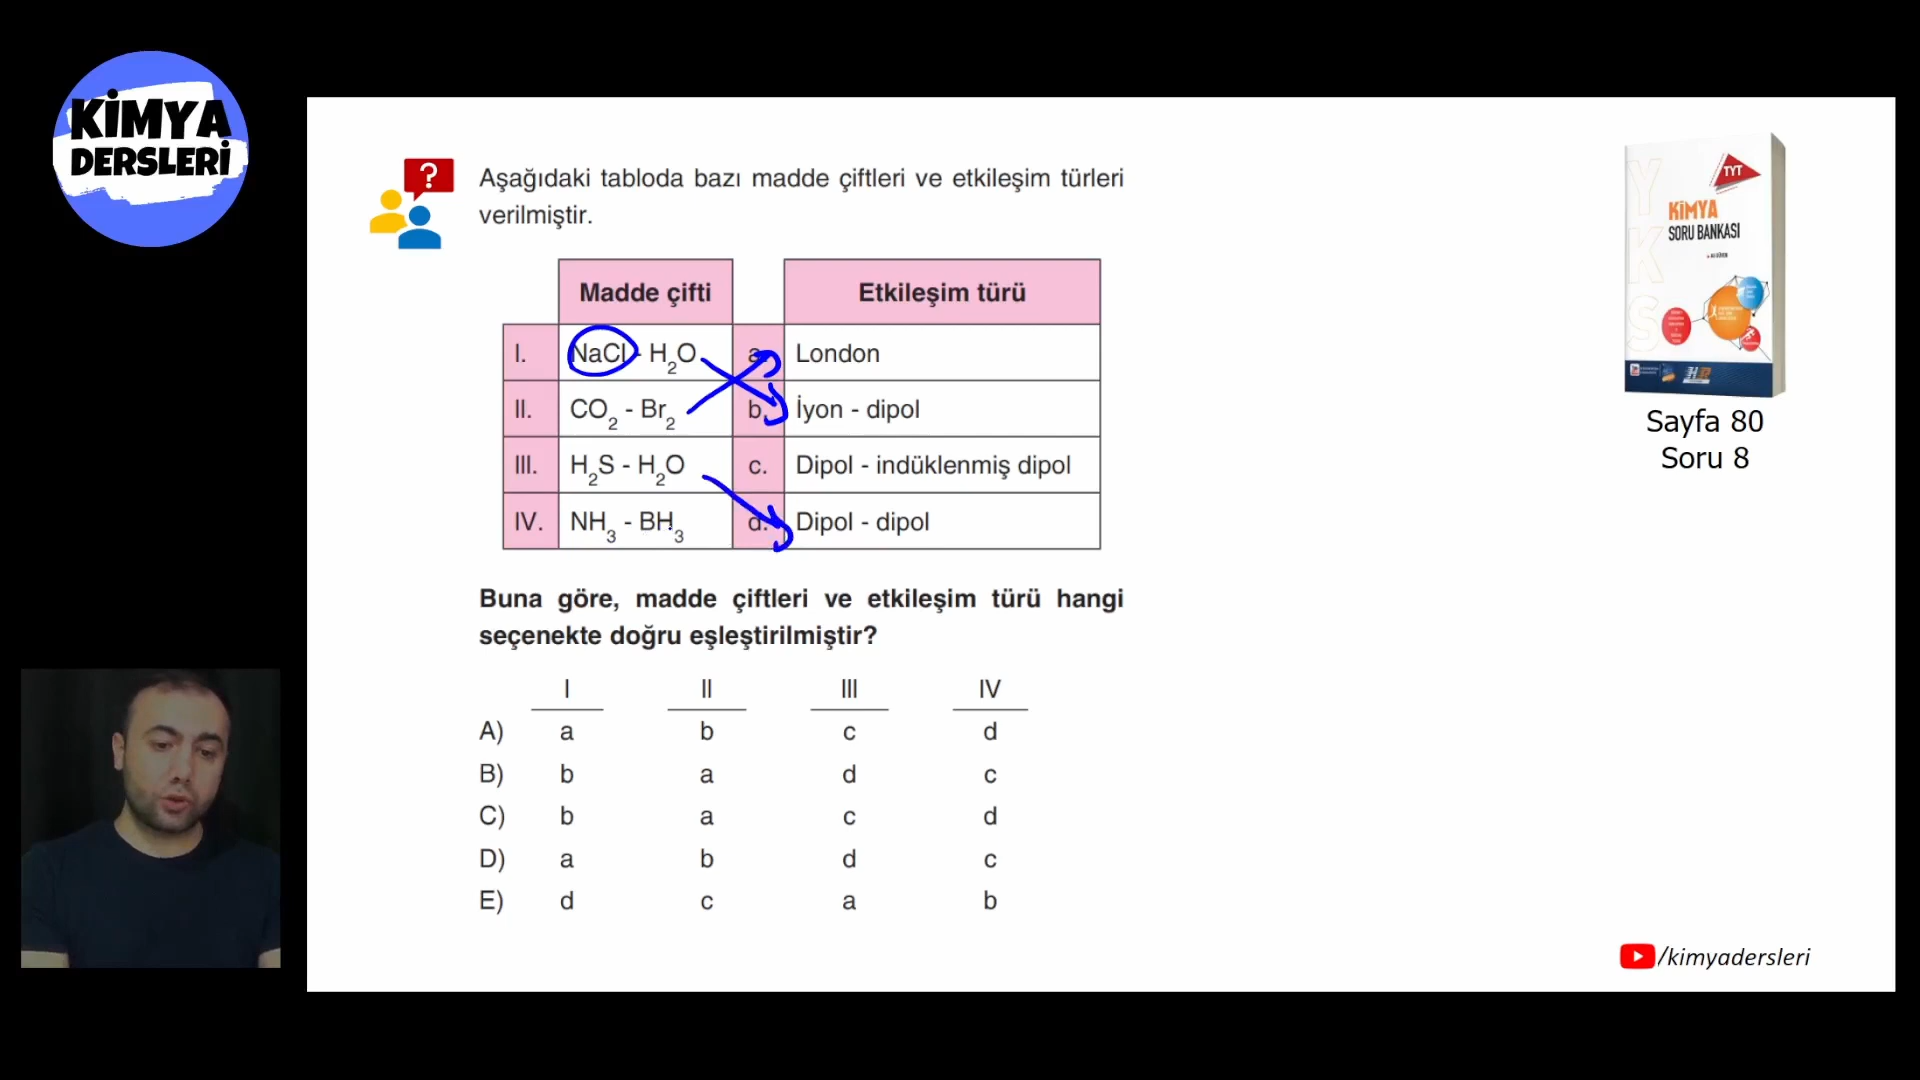 KİMYA
DERSLERİ
?
Aşağıdaki tabloda bazı madde çiftleri ve etkileşim türleri
verilmiştir.
Madde çifti Etkileşim türü
I. NaCl - H2O a. London
II. CO2 - Br2 b. İyon - dipol
III. H2S - H2O c. Dipol - indüklenmiş dipol
IV. NH3 - BH3 d. Dipol - dipol
Buna göre, madde çiftleri ve etkileşim türü hangi
seçenekte doğru eşleştirilmiştir?
I II III IV
A) a b c d
B) b a d c
C) b a c d
D) a b d c
E) d c a b
YKS
TYT
KİMYA
SORU BANKASI
Sayfa 80
Soru 8
/kimyadersleri